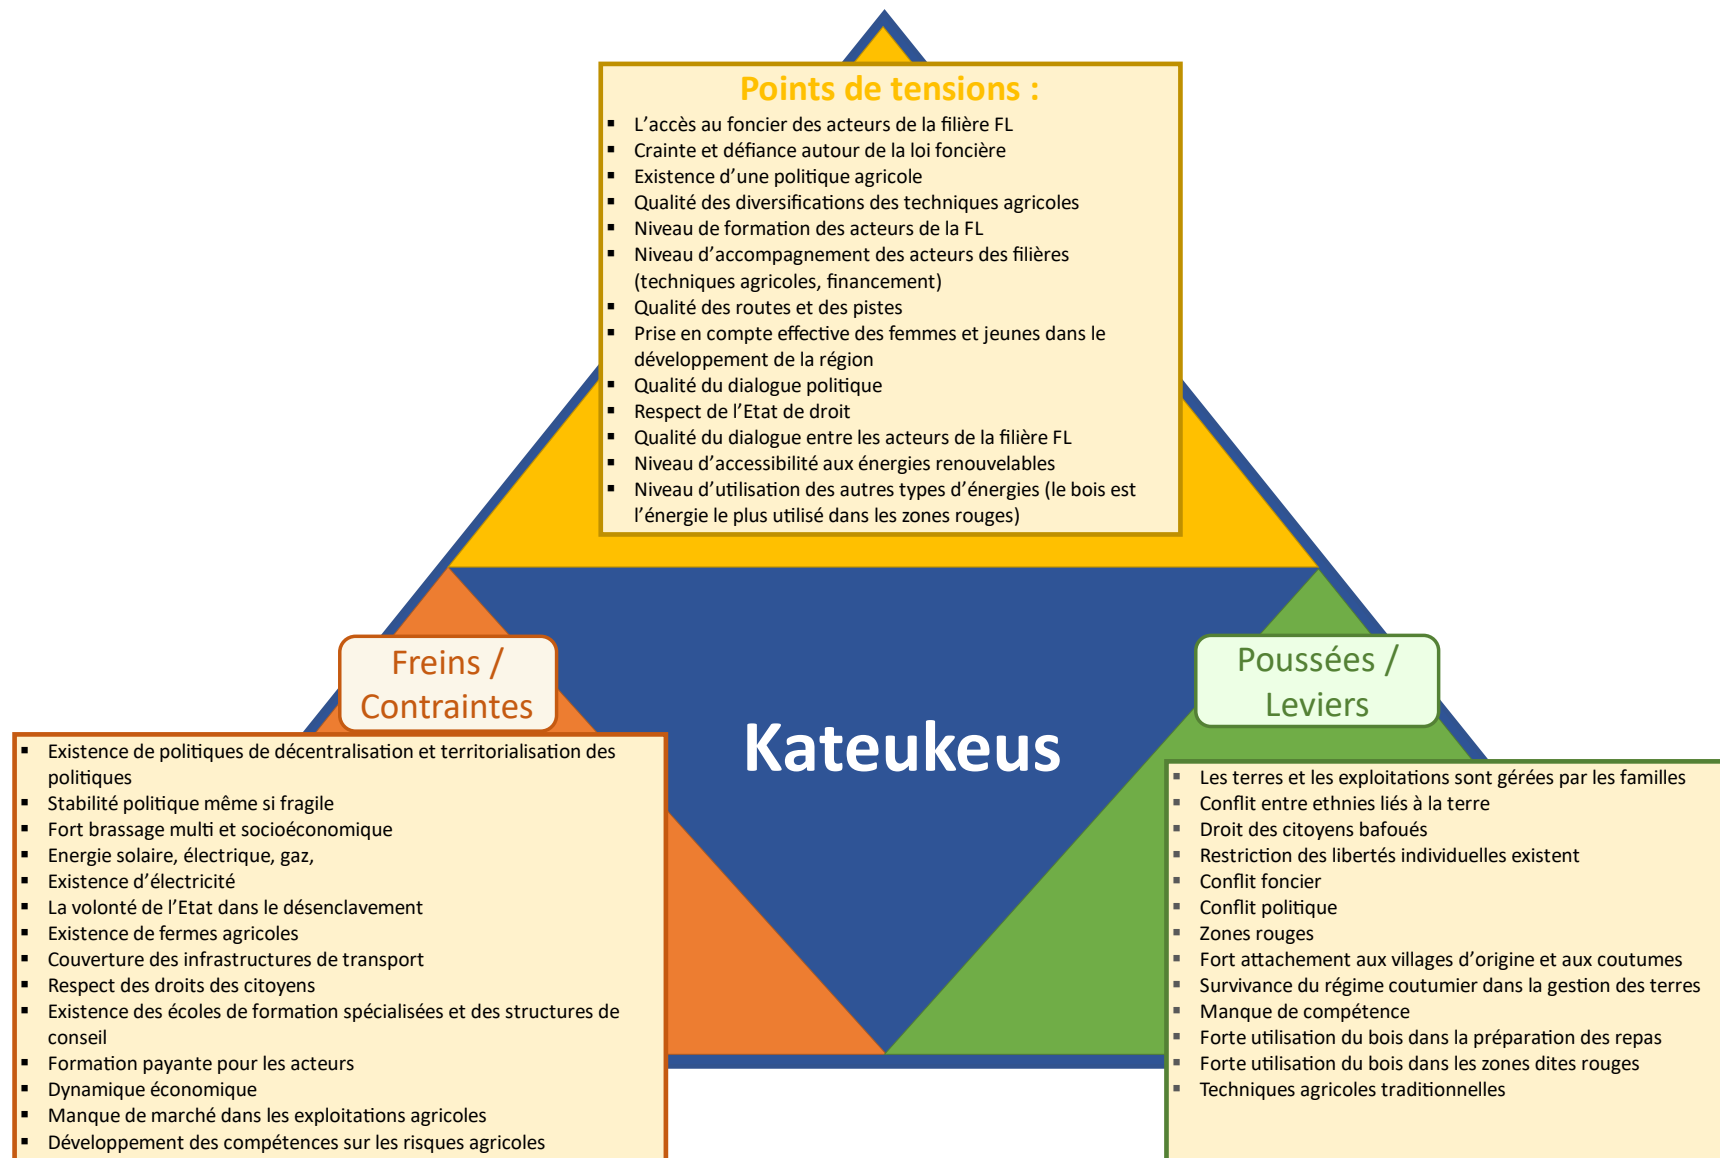 Points de tensions :
▪ L’accès au foncier des acteurs de la filière FL
▪ Crainte et défiance autour de la loi foncière
▪ Existence d’une politique agricole
▪ Qualité des diversifications des techniques agricoles
▪ Niveau de formation des acteurs de la FL
▪ Niveau d’accompagnement des acteurs des filières
(techniques agricoles, financement)
▪ Qualité des routes et des pistes
▪ Prise en compte effective des femmes et jeunes dans le
développement de la région
▪ Qualité du dialogue politique
▪ Respect de l’Etat de droit
▪ Qualité du dialogue entre les acteurs de la filière FL
▪ Niveau d’accessibilité aux énergies renouvelables
▪ Niveau d’utilisation des autres types d’énergies (le bois est
l’énergie le plus utilisé dans les zones rouges)
Freins /
Contraintes
▪ Existence de politiques de décentralisation et territorialisation des
politiques
▪ Stabilité politique même si fragile
▪ Fort brassage multi et socioéconomique
▪ Energie solaire, électrique, gaz,
▪ Existence d’électricité
▪ La volonté de l’Etat dans le désenclavement
▪ Existence de fermes agricoles
▪ Couverture des infrastructures de transport
▪ Respect des droits des citoyens
▪ Existence des écoles de formation spécialisées et des structures de
conseil
▪ Formation payante pour les acteurs
▪ Dynamique économique
▪ Manque de marché dans les exploitations agricoles
▪ Développement des compétences sur les risques agricoles
Kateukeus
Poussées /
Leviers
▪ Les terres et les exploitations sont gérées par les familles
▪ Conflit entre ethnies liés à la terre
▪ Droit des citoyens bafoués
▪ Restriction des libertés individuelles existent
▪ Conflit foncier
▪ Conflit politique
▪ Zones rouges
▪ Fort attachement aux villages d’origine et aux coutumes
▪ Survivance du régime coutumier dans la gestion des terres
▪ Manque de compétence
▪ Forte utilisation du bois dans la préparation des repas
▪ Forte utilisation du bois dans les zones dites rouges
▪ Techniques agricoles traditionnelles